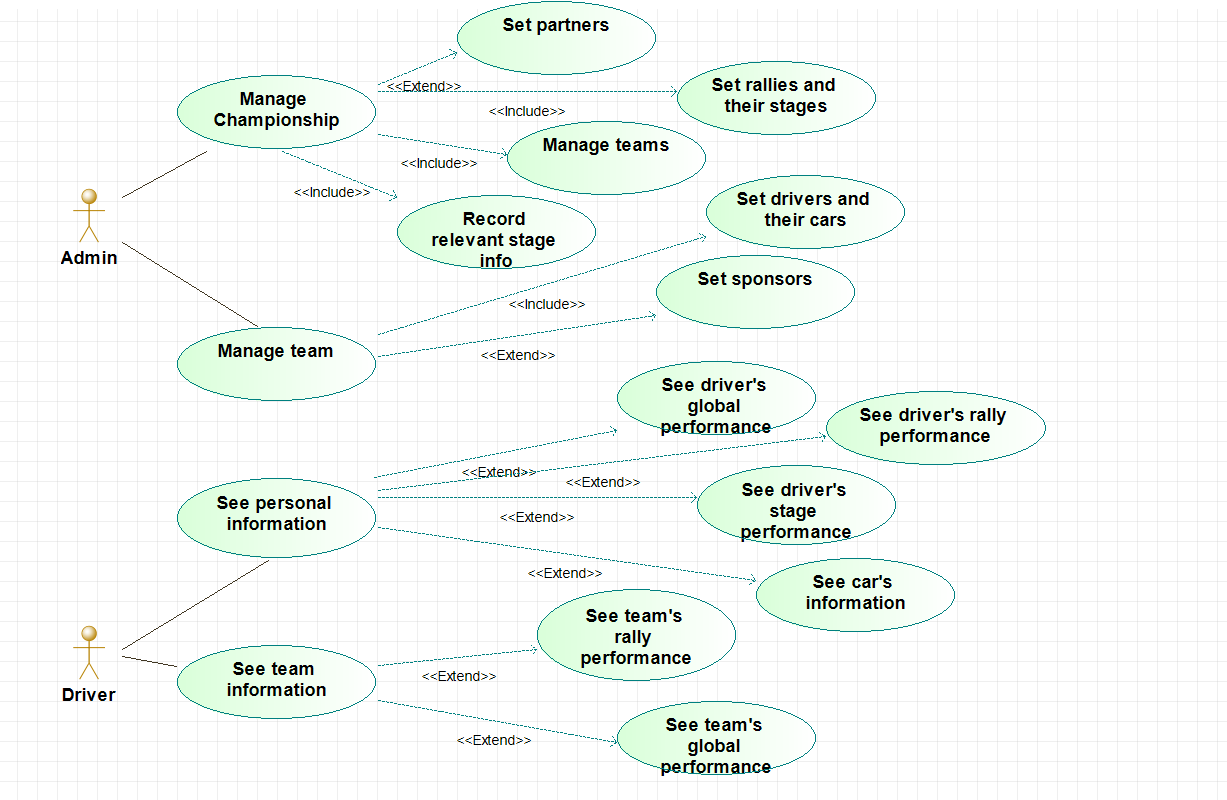 Set partners
<<Extend>>
Manage
Championship
Set rallies and
their stages
<<Include>>
Manage teams
<<Include>>
<<Include>>
Set drivers and
their cars
Record
relevant stage
info
Admin
Set sponsors
<<Include>>
Manage team
<<Extend>>
See driver's
global
performance
See driver's rally
performance
<<Extend>>
<<Extend>>
See personal
information
See driver's
stage
performance
<<Extend>>
<<Extend>>
See car's
information
See team's
rally
performance
Driver
See team
information
<<Extend>>
<<Extend>>
See team's
global
performance